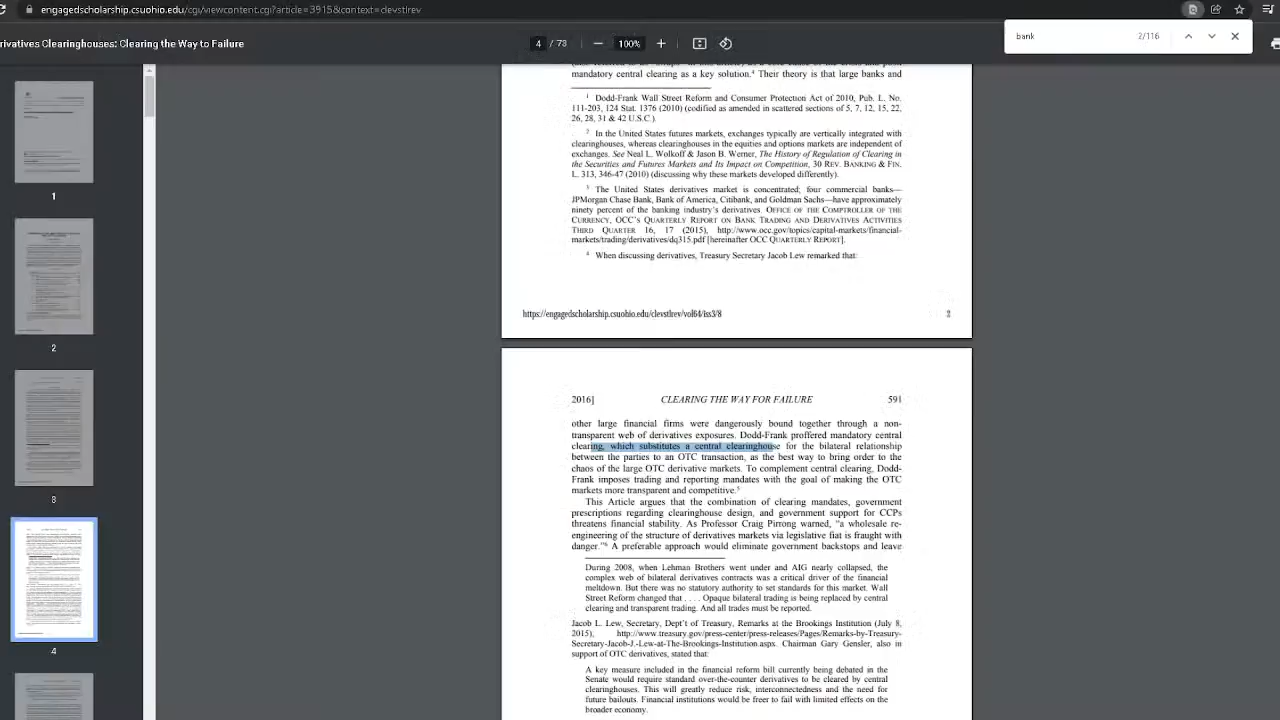 engagedscholarship.csuohio.edu/cgi/viewcontent.cgi?article=3915&context=clevstlrev
ivatives Clearinghouses: Clearing the Way to Failure
4 / 73
100%
bank
2/116
1
2
3
4
mandatory central clearing as a key solution.4 Their theory is that large banks and
1 Dodd-Frank Wall Street Reform and Consumer Protection Act of 2010, Pub. L. No.
111-203, 124 Stat. 1376 (2010) (codified as amended in scattered sections of 5, 7, 12, 15, 22,
26, 28, 31 & 42 U.S.C.).
2 In the United States futures markets, exchanges typically are vertically integrated with
clearinghouses, whereas clearinghouses in the equities and options markets are independent of
exchanges. See Neal L. Wolkoff & Jason B. Werner, The History of Regulation of Clearing in
the Securities and Futures Markets and Its Impact on Competition, 30 REV. BANKING & FIN.
L. 313, 346-47 (2010) (discussing why these markets developed differently).
3 The United States derivatives market is concentrated; four commercial banks—
JPMorgan Chase Bank, Bank of America, Citibank, and Goldman Sachs—have approximately
ninety percent of the banking industry's derivatives OFFICE OF THE COMPTROLLER OF THE
CURRENCY, OCC'S QUARTERLY REPORT ON BANK TRADING AND DERIVATIVES ACTIVITIES
THIRD QUARTER 16, 17 (2015), http://www.occ.gov/topics/capital-markets/financial-
markets/trading/derivatives/dq315.pdf [hereinafter OCC QUARTERLY REPORT].
4 When discussing derivatives, Treasury Secretary Jacob Lew remarked that:
https://engagedscholarship.csuohio.edu/clevstlrev/vol64/iss3/8
2016] CLEARING THE WAY FOR FAILURE 591
other large financial firms were dangerously bound together through a non-
transparent web of derivatives exposures. Dodd-Frank proffered mandatory central
clearing, which substitutes a central clearinghouse for the bilateral relationship
between the parties to an OTC transaction, as the best way to bring order to the
chaos of the large OTC derivative markets. To complement central clearing, Dodd-
Frank imposes trading and reporting mandates with the goal of making the OTC
markets more transparent and competitive.5
This Article argues that the combination of clearing mandates, government
prescriptions regarding clearinghouse design, and government support for CCPs
threatens financial stability. As Professor Craig Pirrong warned, "a wholesale re-
engineering of the structure of derivatives markets via legislative fiat is fraught with
danger."6 A preferable approach would eliminate government backstops and leave
During 2008, when Lehman Brothers went under and AIG nearly collapsed, the
complex web of bilateral derivatives contracts was a critical driver of the financial
meltdown. But there was no statutory authority to set standards for this market. Wall
Street Reform changed that . . . . Opaque bilateral trading is being replaced by central
clearing and transparent trading. And all trades must be reported.
Jacob L. Lew, Secretary, Dep't of Treasury, Remarks at the Brookings Institution (July 8,
2015), http://www.treasury.gov/press-center/press-releases/Pages/Remarks-by-Treasury-
Secretary-Jacob-J.-Lew-at-The-Brookings-Institution.aspx. Chairman Gary Gensler, also in
support of OTC derivatives, stated that:
A key measure included in the financial reform bill currently being debated in the
Senate would require standard over-the-counter derivatives to be cleared by central
clearinghouses. This will greatly reduce risk, interconnectedness and the need for
future bailouts. Financial institutions would be freer to fail with limited effects on the
broader economy.